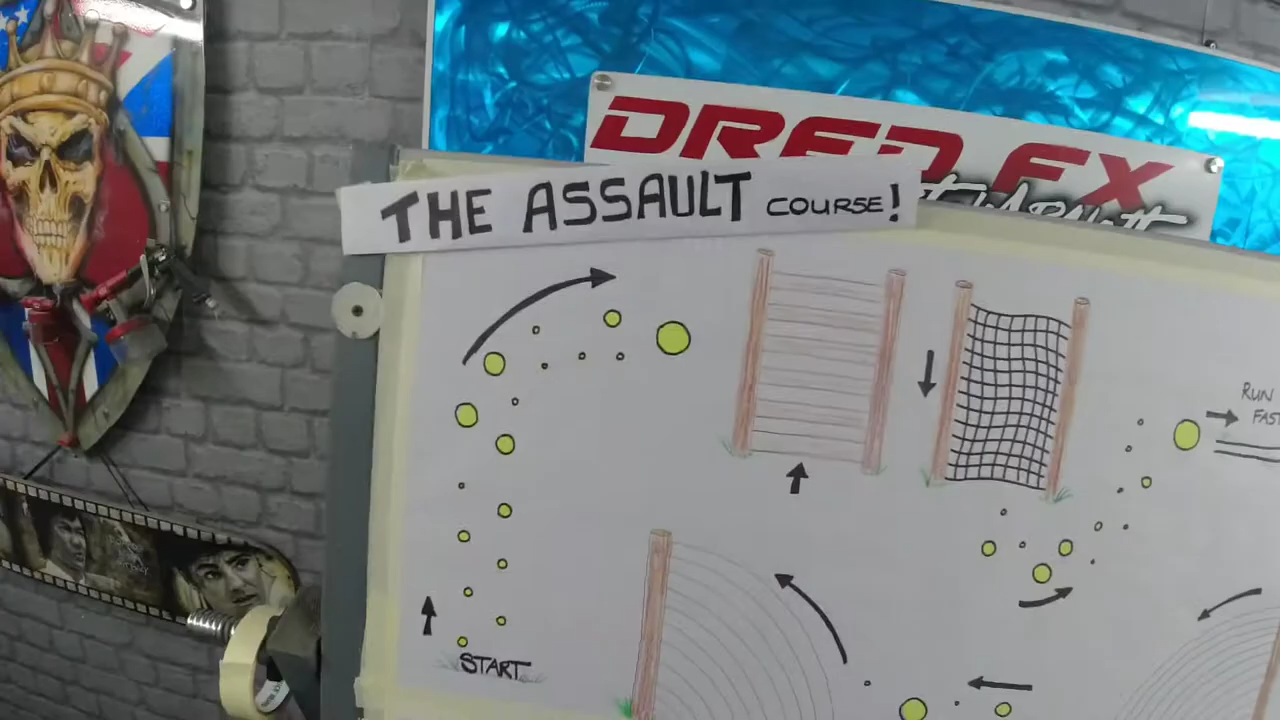 DRED FX
THE ASSAULT COURSE!
RUN
FAST
START